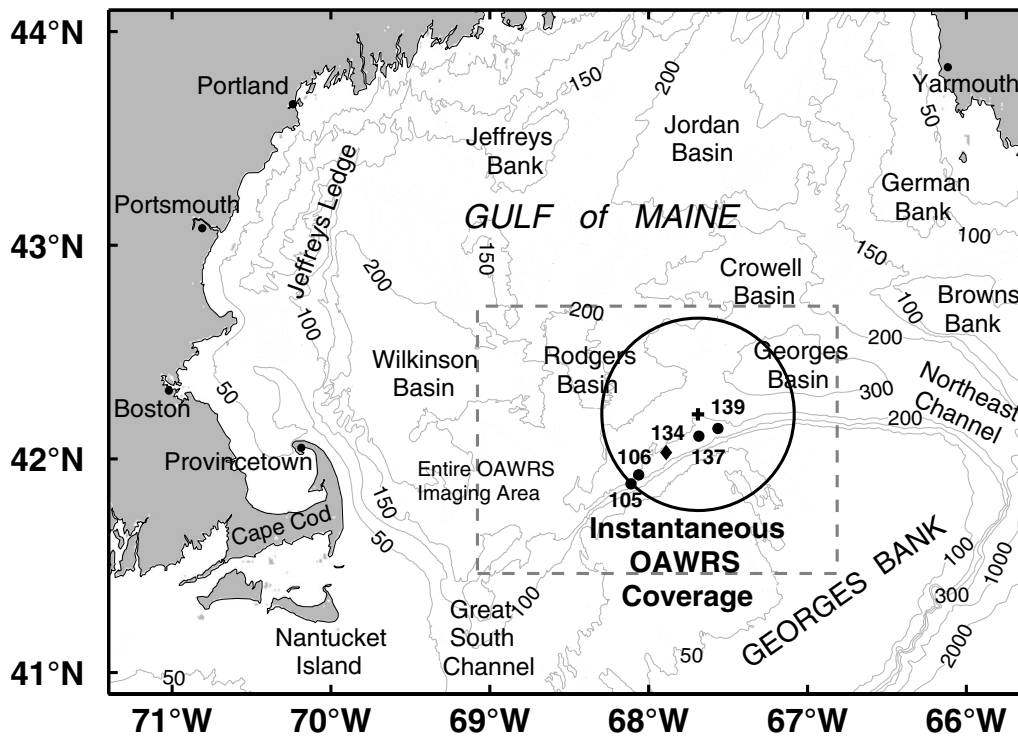 44°N
Portland
150
200
Yarmouth
50
Jeffreys
Bank
Jordan
Basin
Jeffreys Ledge
German
Bank
Portsmouth
GULF of MAINE
43°N
100
150
150
200
Crowell
Basin
100
Browns
Bank
200
100
200
Wilkinson
Basin
Rodgers
Basin
Georges
Basin
300
Northeast
Channel
50
Boston
139
200
134
42°N
Provincetown
106
137
Entire OAWRS
Imaging Area
105
150
Cape Cod
50
Instantaneous
OAWRS
Coverage
GEORGES BANK
100
1000
300
2000
100
Great
South
Channel
Nantucket
Island
50
50
41°N
71°W
70°W
69°W
68°W
67°W
66°W